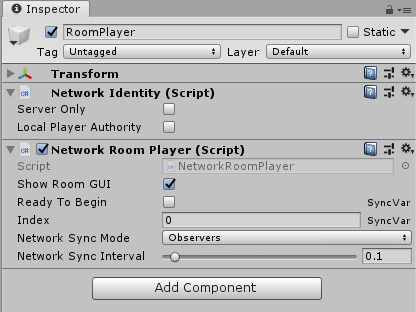 Inspector
RoomPlayer Static
Tag Untagged Layer Default
Transform
Network Identity (Script)
Server Only
Local Player Authority
Network Room Player (Script)
Script NetworkRoomPlayer
Show Room GUI
Ready To Begin SyncVar
Index 0 SyncVar
Network Sync Mode Observers
Network Sync Interval 0.1
Add Component